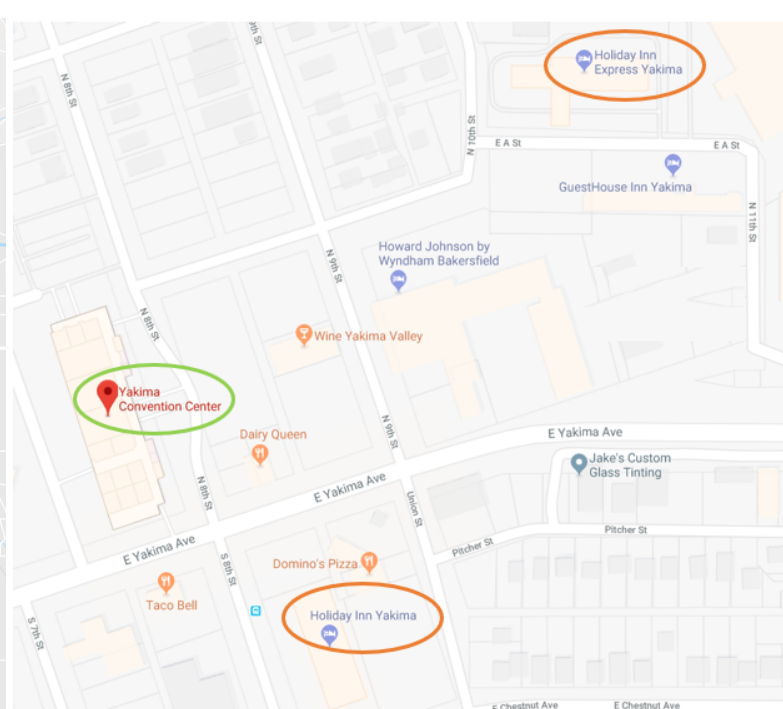 9th St
Holiday Inn
Express Yakima
N 8th St
N 10th St
E A St
E A St
GuestHouse Inn Yakima
N 11th St
Howard Johnson by
Wyndham Bakersfield
N 9th St
N 8th St
Wine Yakima Valley
Yakima
Convention Center
N 9th St
Dairy Queen
E Yakima Ave
Jake's Custom
Glass Tinting
N 8th St
E Yakima Ave
Union St
Pitcher St
Pitcher St
E Yakima Ave
S 8th St
Domino's Pizza
Taco Bell
Holiday Inn Yakima
S 7th St
E Chestnut Ave
E Chestnut Ave